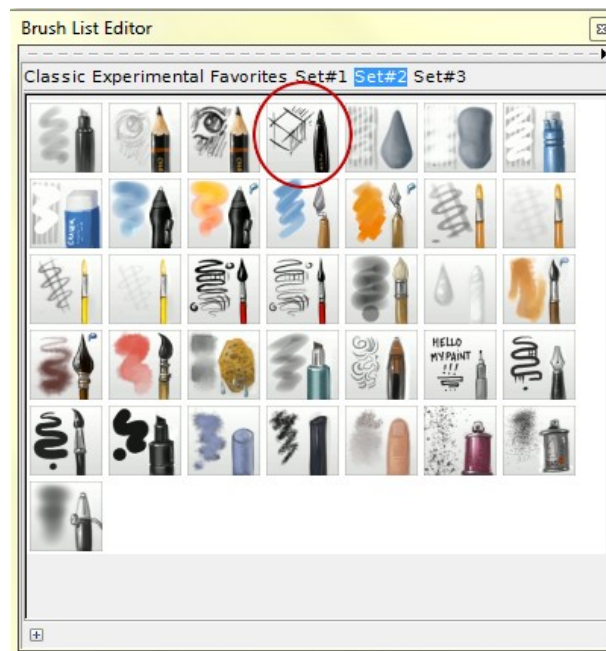 Brush List Editor
Classic Experimental Favorites Set#1 Set#2 Set#3
HELLO
MYPAINT
!!!